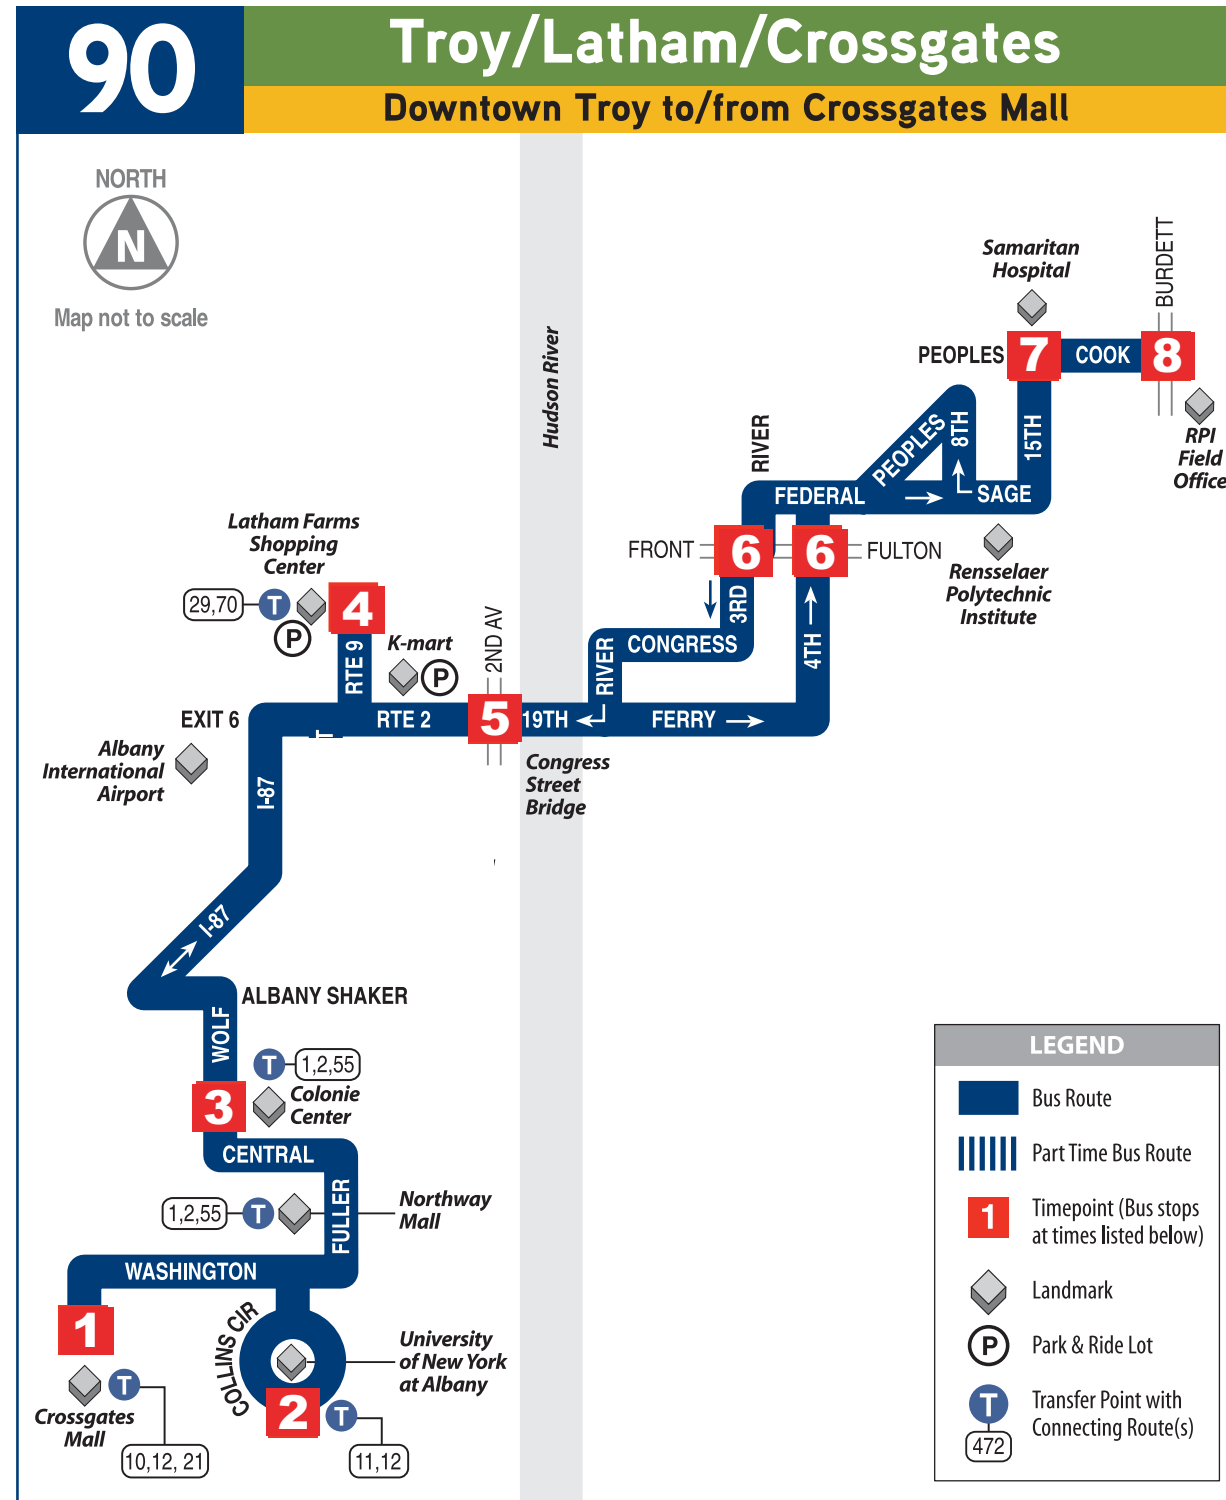 90
Troy/Latham/Crossgates
Downtown Troy to/from Crossgates Mall
NORTH
N
Map not to scale
Hudson River
Samaritan
Hospital
BURDETT
PEOPLES
7
COOK
8
RPI
Field
Office
RIVER
PEOPLES
8TH
15TH
FEDERAL
SAGE
FRONT
6
6
FULTON
Rensselaer
Polytechnic
Institute
3RD
4TH
CONGRESS
RIVER
Latham Farms
Shopping
Center
29,70
T
P
4
RTE 9
K-mart
P
2ND AV
EXIT 6
RTE 2
5
19TH
FERRY
T
Congress
Street
Bridge
Albany
International
Airport
I-87
I-87
ALBANY SHAKER
WOLF
T
1,2,55
3
Colonie
Center
CENTRAL
1,2,55
T
FULLER
Northway
Mall
WASHINGTON
1
COLLINS CIR
University
of New York
at Albany
T
2
T
Crossgates
Mall
10,12, 21
11,12
LEGEND
Bus Route
Part Time Bus Route
1
Timepoint (Bus stops
at times listed below)
Landmark
P
Park & Ride Lot
T
Transfer Point with
Connecting Route(s)
472